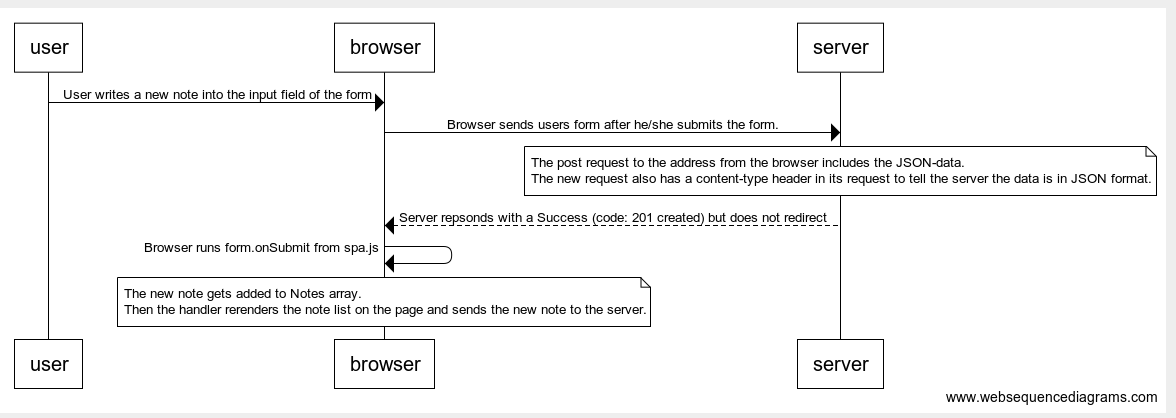 user browser server
User writes a new note into the input field of the form
Browser sends users form after he/she submits the form.
The post request to the address from the browser includes the JSON-data.
The new request also has a content-type header in its request to tell the server the data is in JSON format.
Server repsonds with a Success (code: 201 created) but does not redirect
Browser runs form.onSubmit from spa.js
The new note gets added to Notes array.
Then the handler rerenders the note list on the page and sends the new note to the server.
user browser server
www.websequencediagrams.com